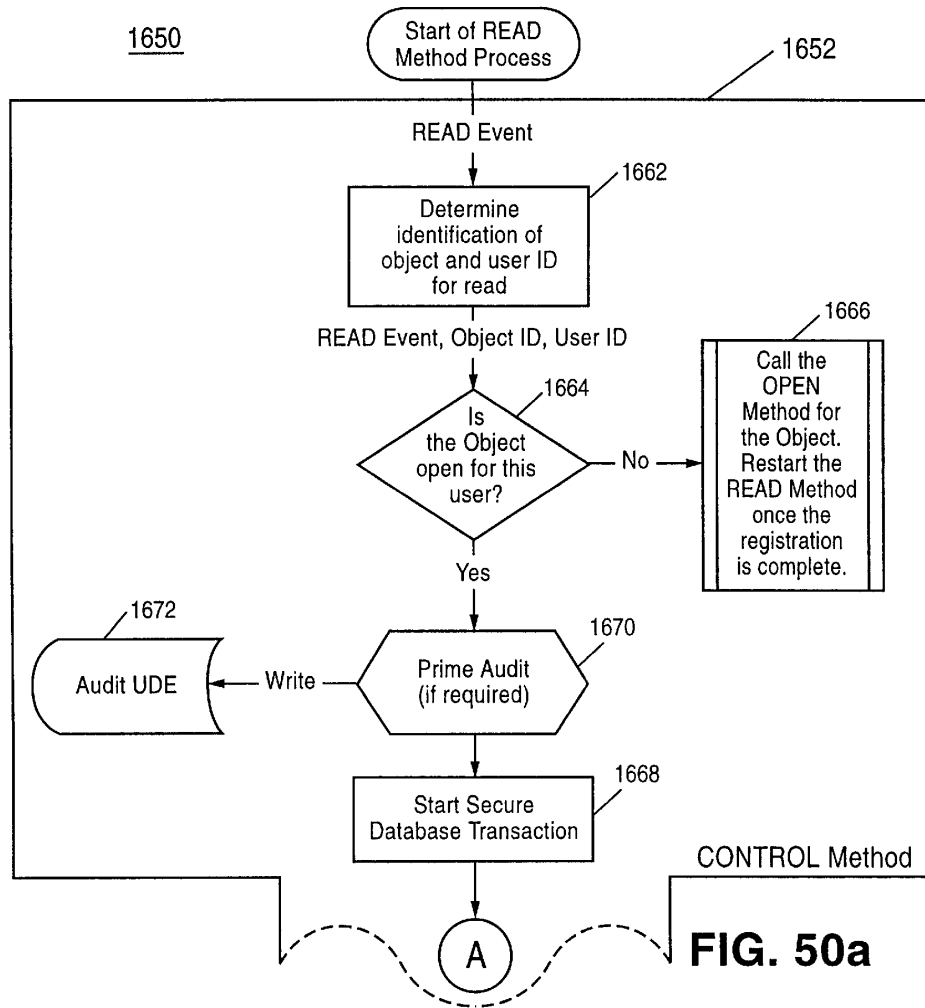 1650
Start of READ
Method Process
1652
READ Event
1662
Determine
identification of
object and user ID
for read
READ Event, Object ID, User ID
1666
Call the
OPEN
Method for
the Object.
Restart the
READ Method
once the
registration
is complete.
1664
Is
the Object
open for this
user?
No
Yes
1672
Audit UDE
Write
1670
Prime Audit
(if required)
1668
Start Secure
Database Transaction
CONTROL Method
A
FIG. 50a